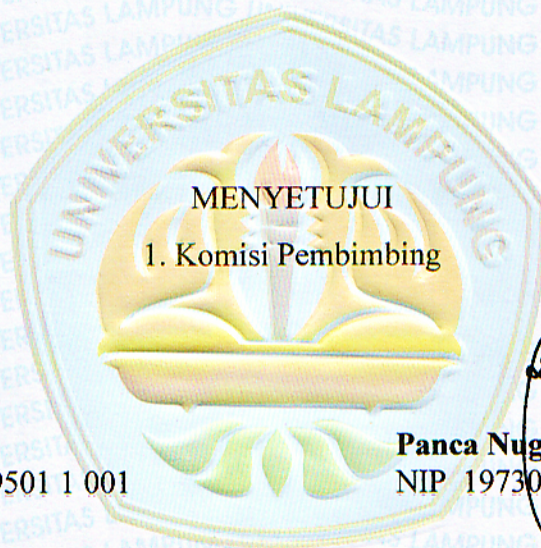 UNIVERSITAS LAMPUNG
MENYETUJUI
1. Komisi Pembimbing
Panca Nug
9501 1 001
NIP 19730